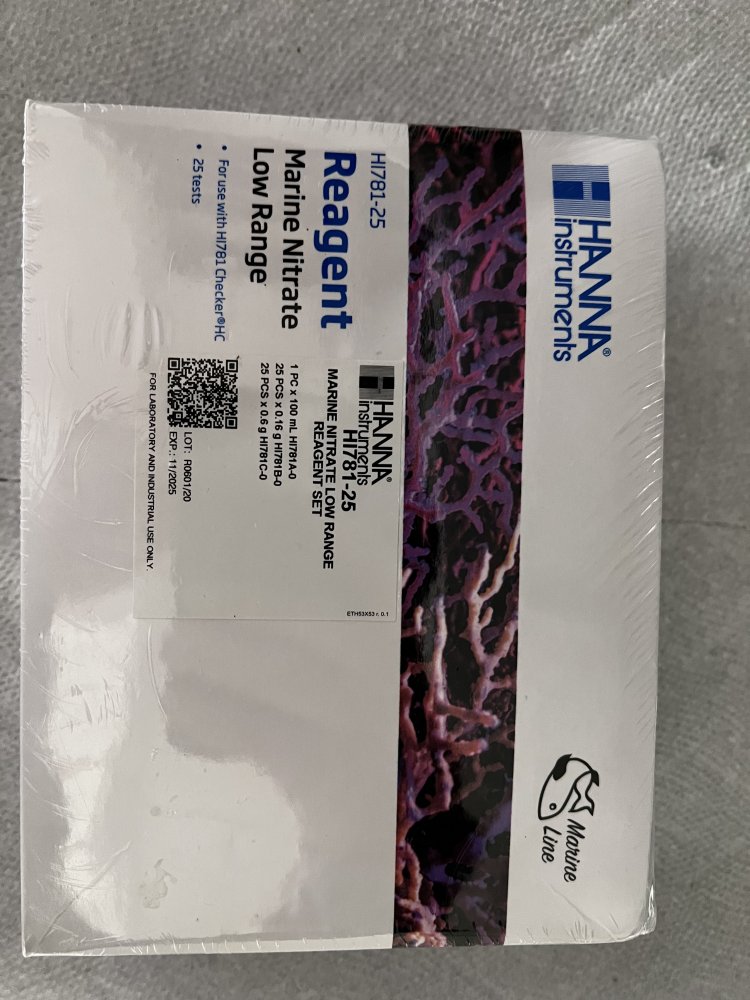 HANNA®
instruments
HI781-25
Reagent
Marine Nitrate
Low Range
• For use with HI781 Checker®HC
• 25 tests
HANNA®
instruments
HI781-25
MARINE NITRATE LOW RANGE
REAGENT SET
1 PC x 100 mL HI781A-0
25 PCS x 0.16 g HI781B-0
25 PCS x 0.6 g HI781C-0
LOT: R0601/20
EXP.: 11/2025
FOR LABORATORY AND INDUSTRIAL USE ONLY.
ETH53X53 r. 0.1
Marine
Line